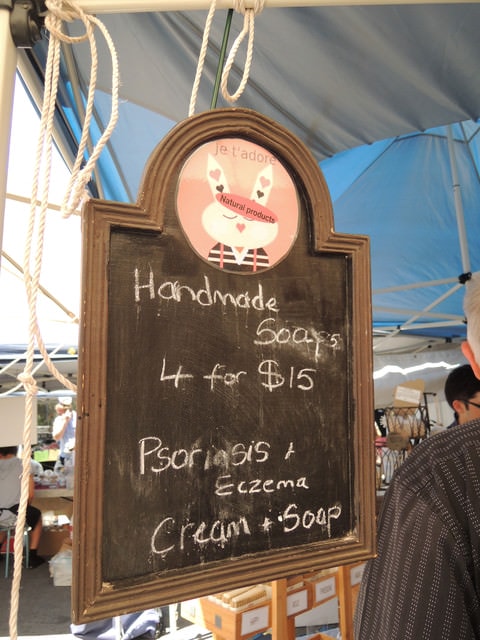 je t'adore
Natural products
Handmade
Soaps
4 for $15
Psoriasis +
Eczema
Cream + Soap